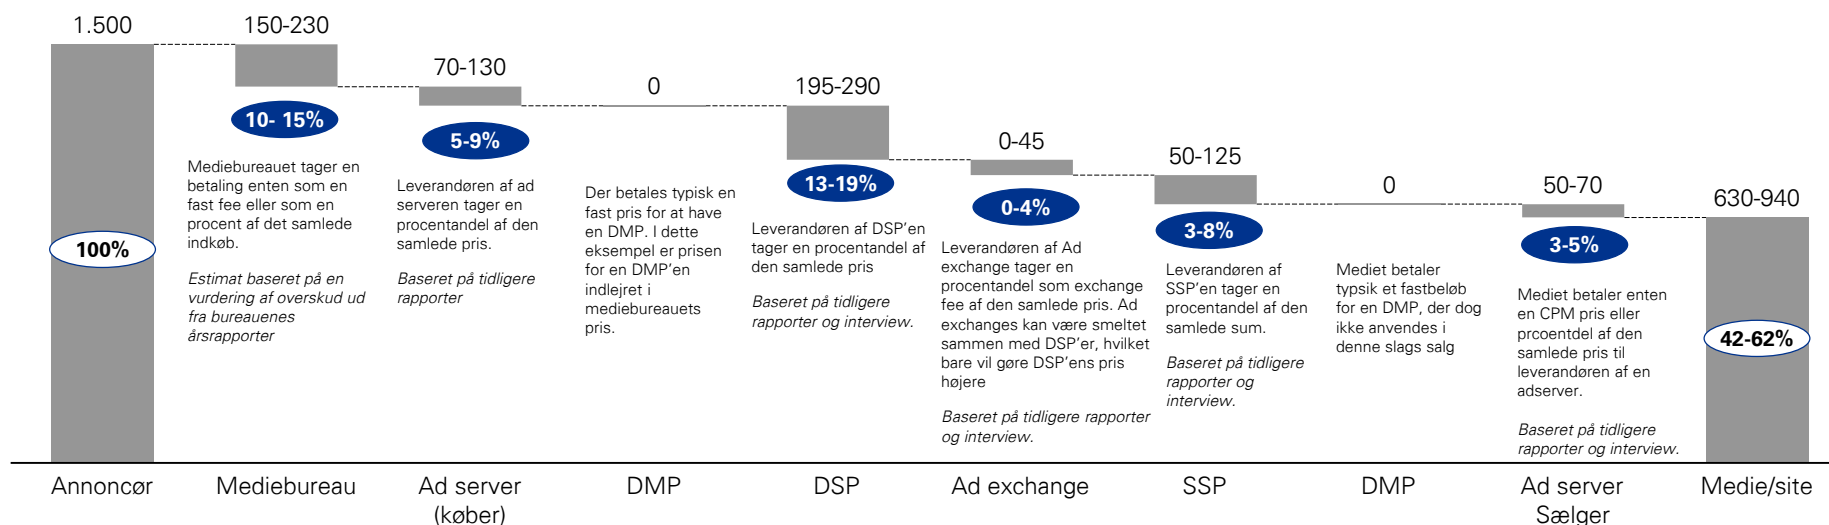 1.500
100%
Annoncør
150-230
10- 15%
Mediebureauet tager en
betaling enten som en
fast fee eller som en
procent af det samlede
indkøb.
Estimat baseret på en
vurdering af overskud ud
fra bureauenes
årsrapporter
Mediebureau
70-130
5-9%
Leverandøren af ad
serveren tager en
procentandel af den
samlede pris.
Baseret på tidligere
rapporter
Ad server
(køber)
0
Der betales typisk en
fast pris for at have
en DMP. I dette
eksempel er prisen
for en DMP'en
indlejret i
mediebureauets
pris.
DMP
195-290
13-19%
Leverandøren af DSP'en
tager en procentandel af
den samlede pris
Baseret på tidligere
rapporter og interview.
DSP
0-45
0-4%
Leverandøren af Ad
exchange tager en
procentandel som exchange
fee af den samlede pris. Ad
exchanges kan være smeltet
sammen med DSP'er, hvilket
bare vil gøre DSP'ens pris
højere
Baseret på tidligere rapporter
og interview.
Ad exchange
50-125
3-8%
Leverandøren af
SSP'en tager en
procentandel af den
samlede sum.
Baseret på tidligere
rapporter og
interview.
SSP
0
Mediet betaler
typsik et fastbeløb
for en DMP, der dog
ikke anvendes i
denne slags salg
DMP
50-70
3-5%
Mediet betaler enten
en CPM pris eller
prcoentdel af den
samlede pris til
leverandøren af en
adserver.
Baseret på tidligere
rapporter og interview.
Ad server
Sælger
630-940
42-62%
Medie/site